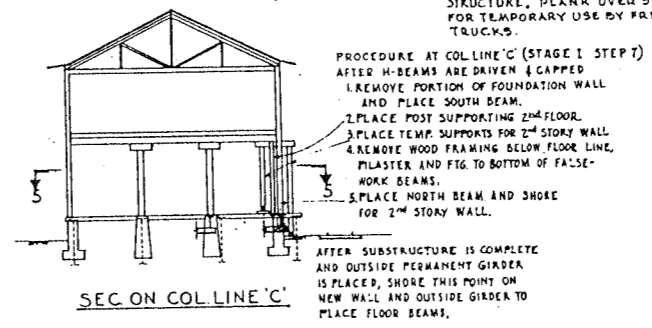 STRUCTURE, PLANK OVER
FOR TEMPORARY USE BY
TRUCKS.
PROCEDURE AT COL. LINE 'C' (STAGE I STEP 7)
AFTER H-BEAMS ARE DRIVEN & CAPPED
1. REMOVE PORTION OF FOUNDATION WALL
AND PLACE SOUTH BEAM.
2. PLACE POST SUPPORTING 2nd FLOOR
3. PLACE TEMP. SUPPORTS FOR 2nd STORY WALL
4. REMOVE WOOD FRAMING BELOW FLOOR LINE,
PILASTER AND FTG. TO BOTTOM OF FALSE-
WORK BEAMS.
5. PLACE NORTH BEAM AND SHORE
FOR 2nd STORY WALL.
5 5
AFTER SUBSTRUCTURE IS COMPLETE
AND OUTSIDE PERMANENT GIRDER
IS PLACED, SHORE THIS POINT ON
NEW WALL AND OUTSIDE GIRDER TO
PLACE FLOOR BEAMS.
SEC. ON COL. LINE 'C'